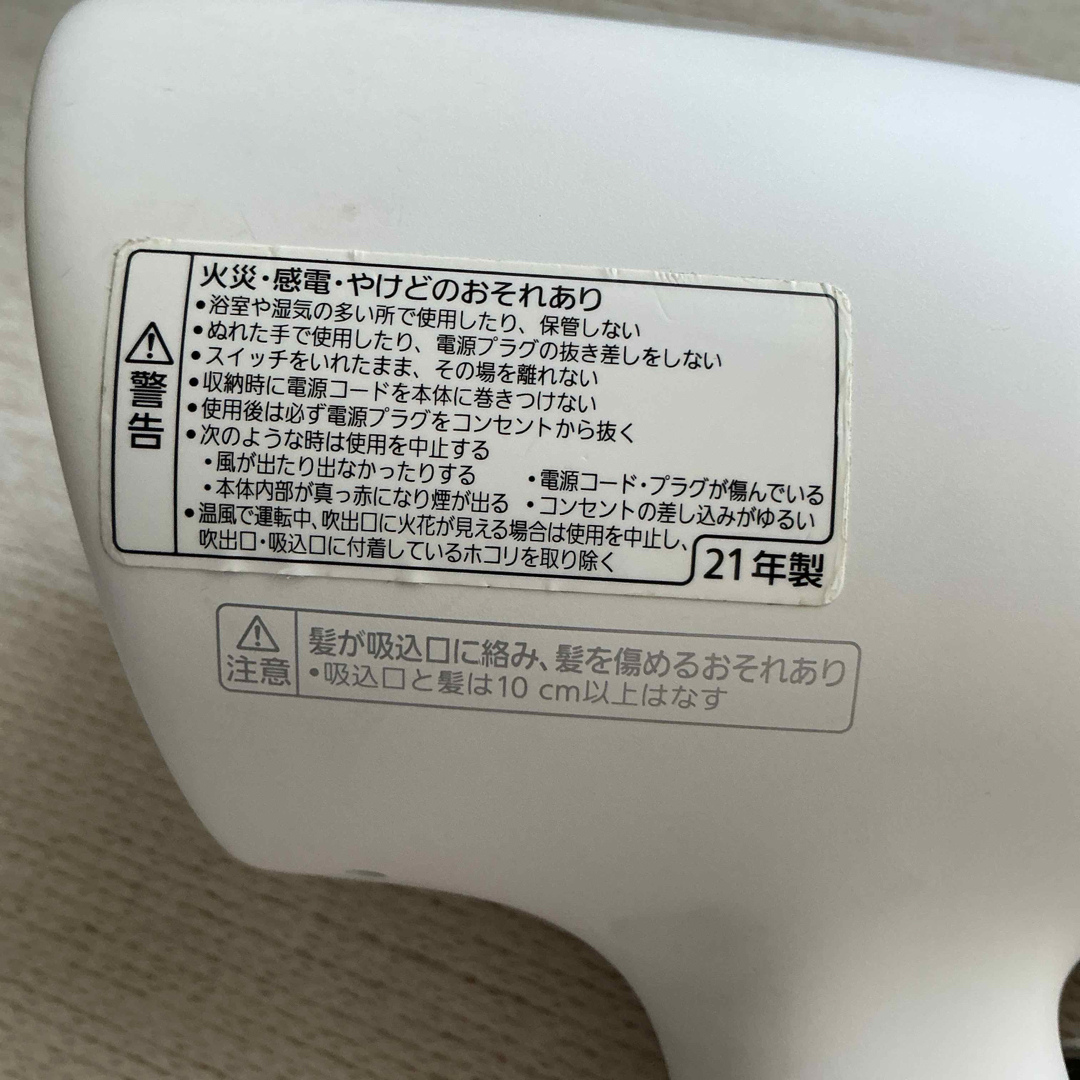 ⚠警告
火災・感電・やけどのおそれあり
•浴室や湿気の多い所で使用したり、保管しない
•ぬれた手で使用したり、電源プラグの抜き差しをしない
•スイッチをいれたまま、その場を離れない
•収納時に電源コードを本体に巻きつけない
•使用後は必ず電源プラグをコンセントから抜く
•次のような時は使用を中止する
・風が出たり出なかったりする ・電源コード・プラグが傷んでいる
・本体内部が真っ赤になり煙が出る ・コンセントの差し込みがゆるい
•温風で運転中、吹出口に火花が見える場合は使用を中止し、
吹出口・吸込口に付着しているホコリを取り除く
21年製
⚠注意
髪が吸込口に絡み、髪を傷めるおそれあり
•吸込口と髪は10 cm以上はなす